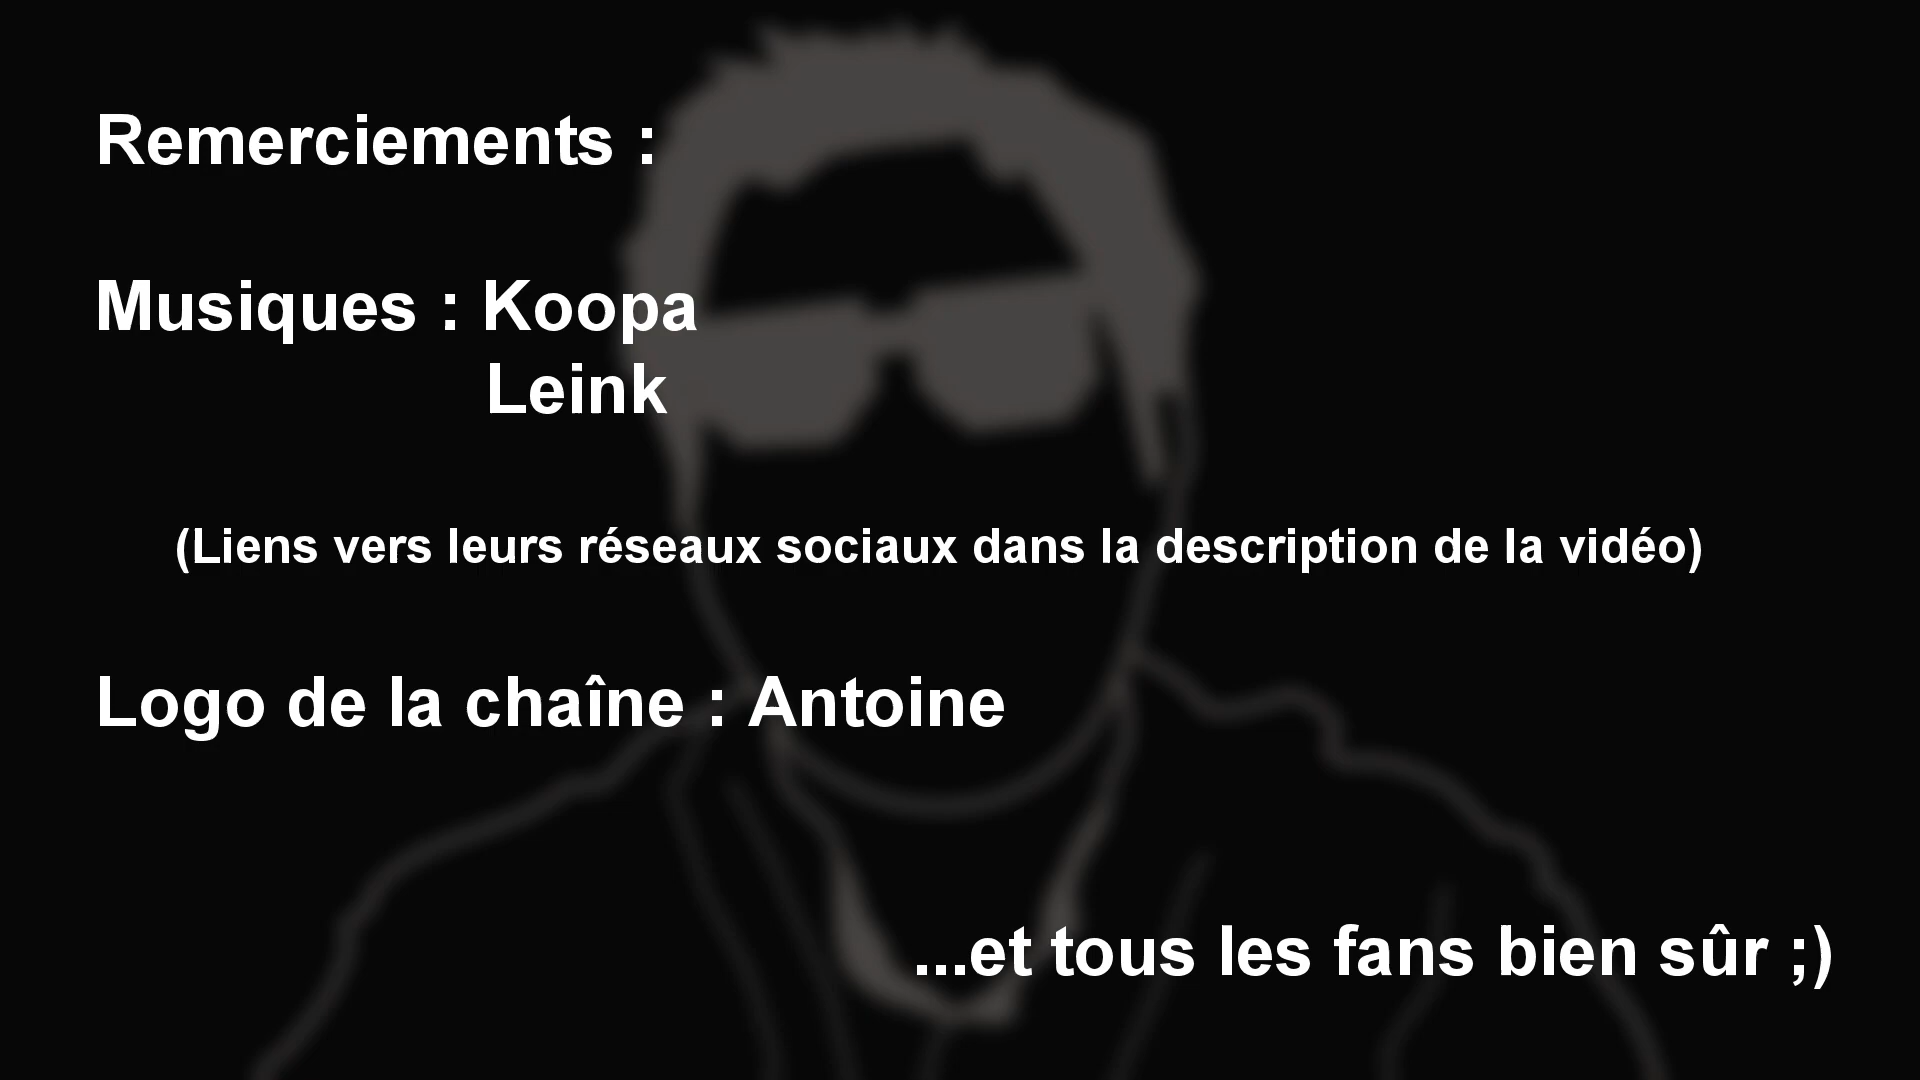 Remerciements :
Musiques : Koopa
Leink
(Liens vers leurs réseaux sociaux dans la description de la vidéo)
Logo de la chaîne : Antoine
...et tous les fans bien sûr ;)